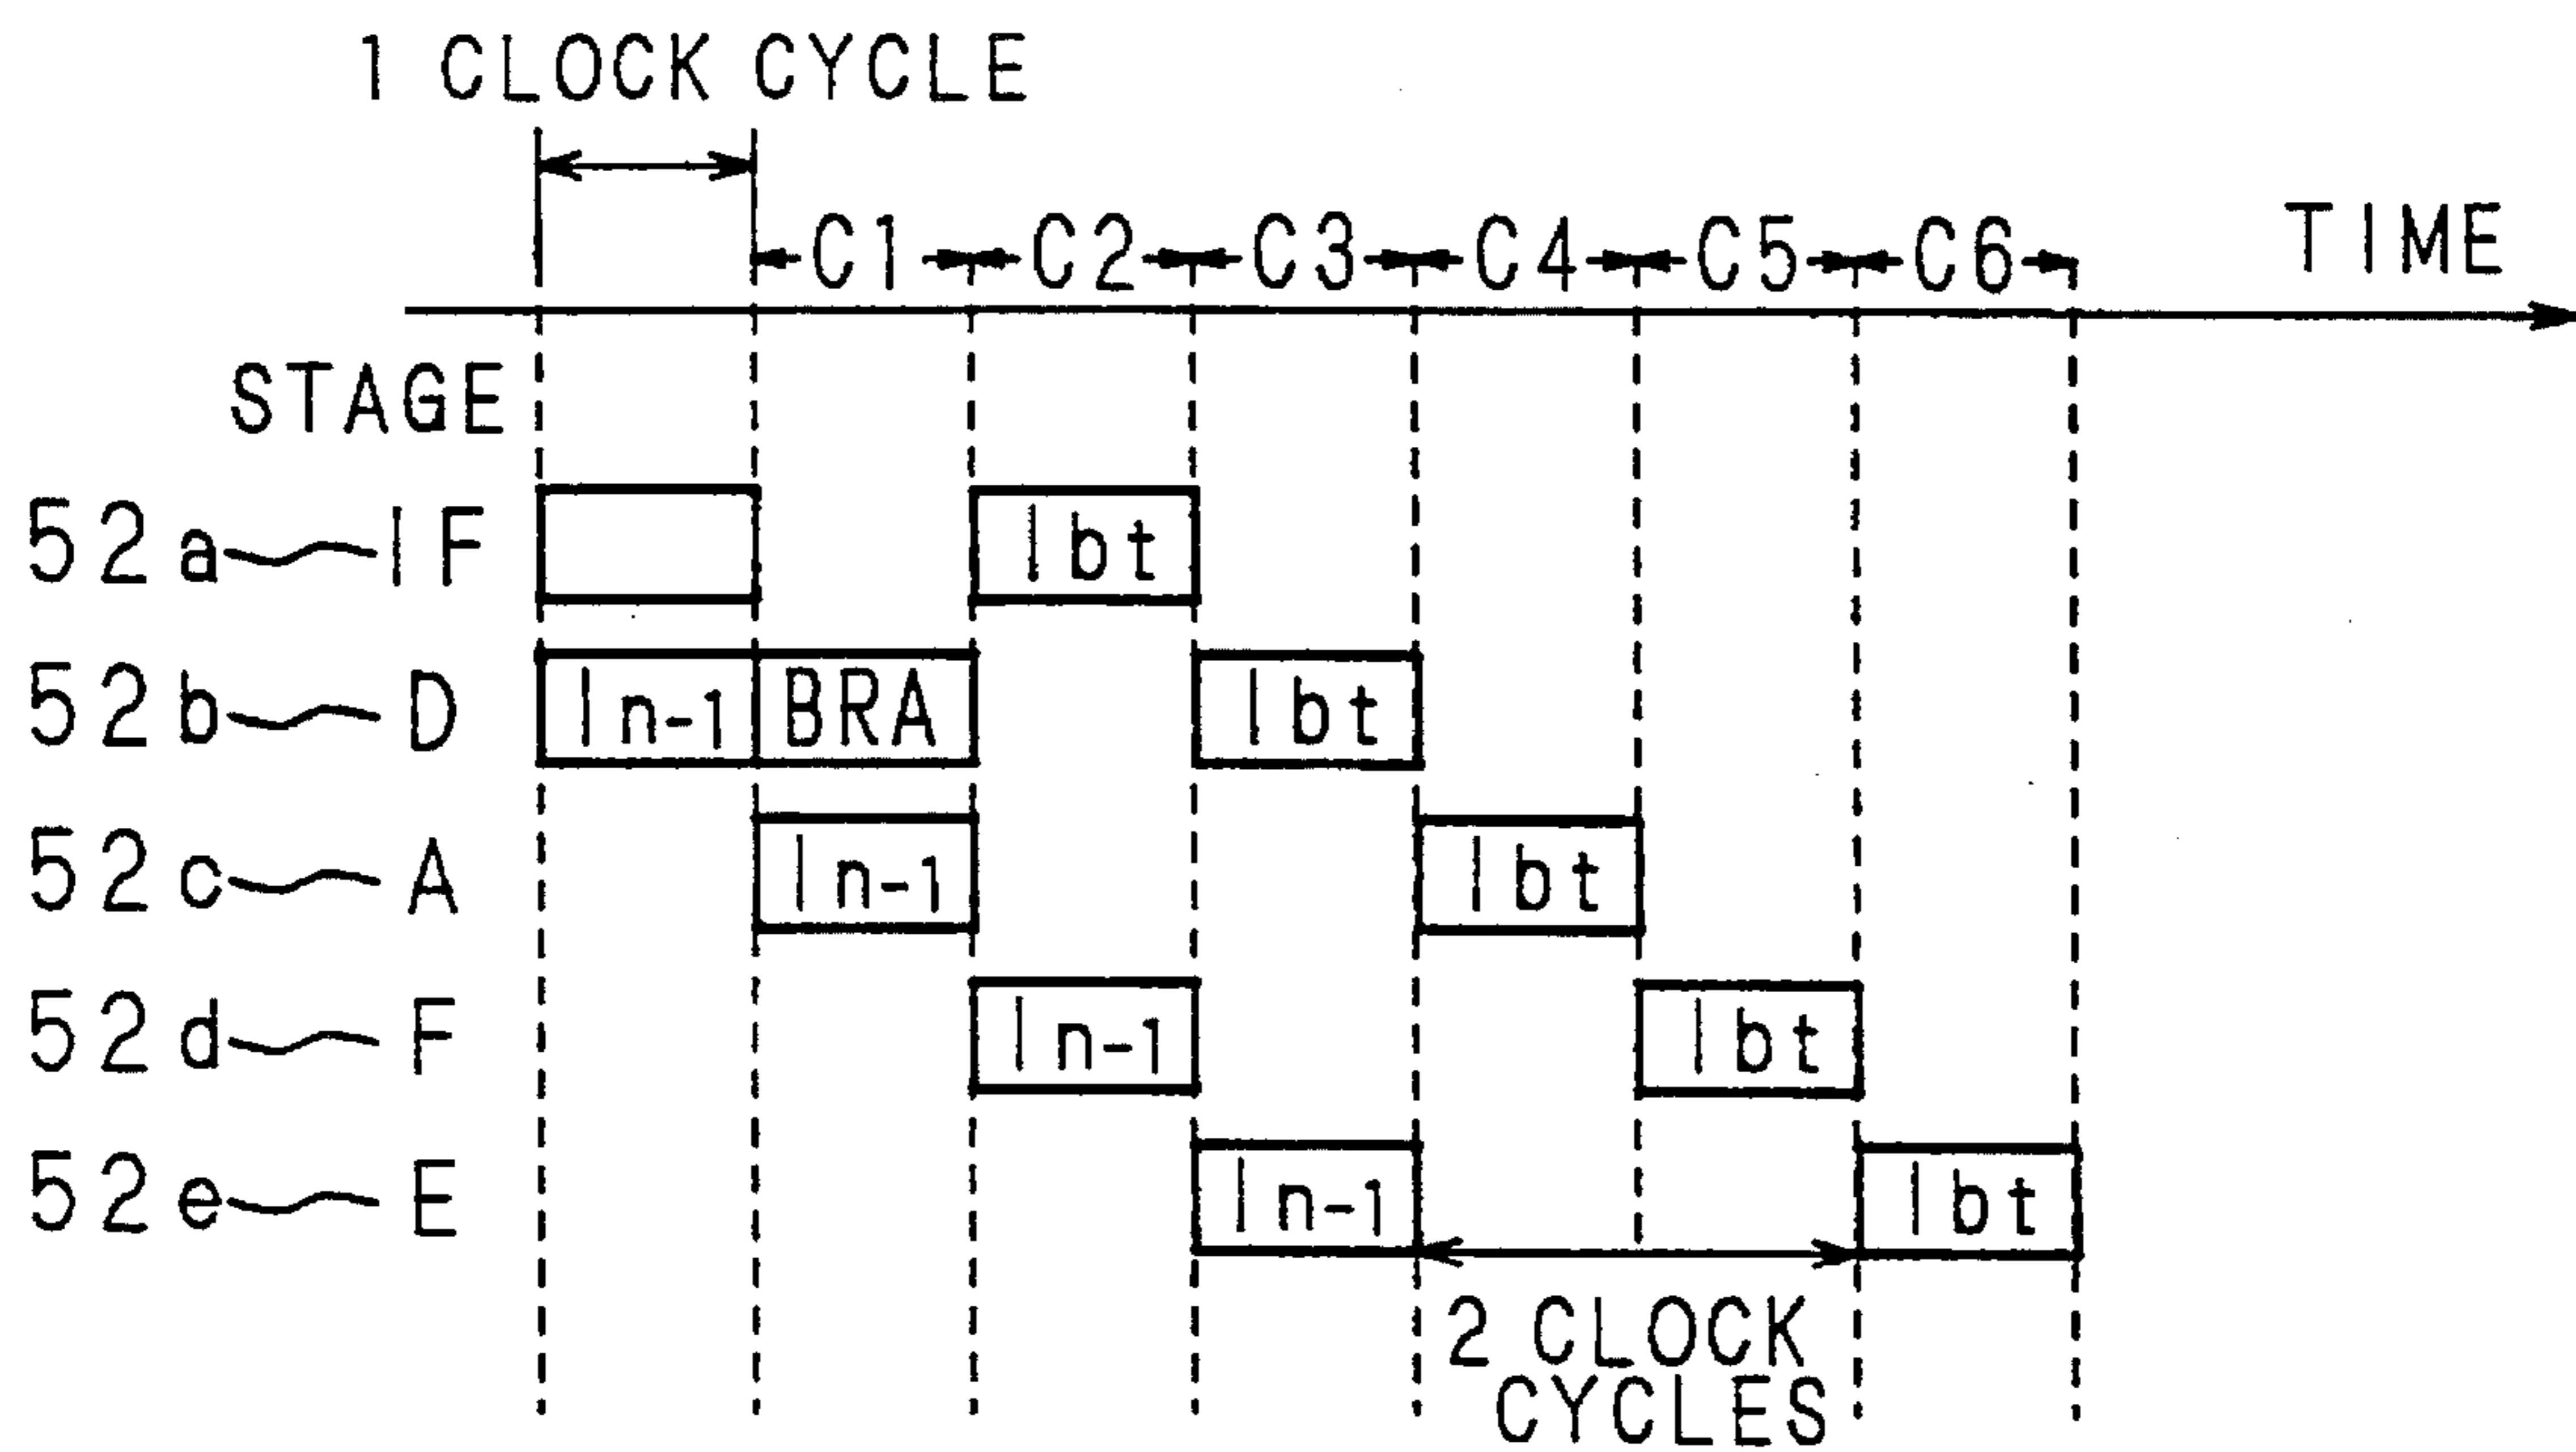 1 CLOCK CYCLE
C1 C2 C3 C4 C5 C6 TIME
STAGE
52a IF Ibt
52b D In-1 BRA Ibt
52c A In-1 Ibt
52d F In-1 Ibt
52e E In-1 Ibt
2 CLOCK
CYCLES